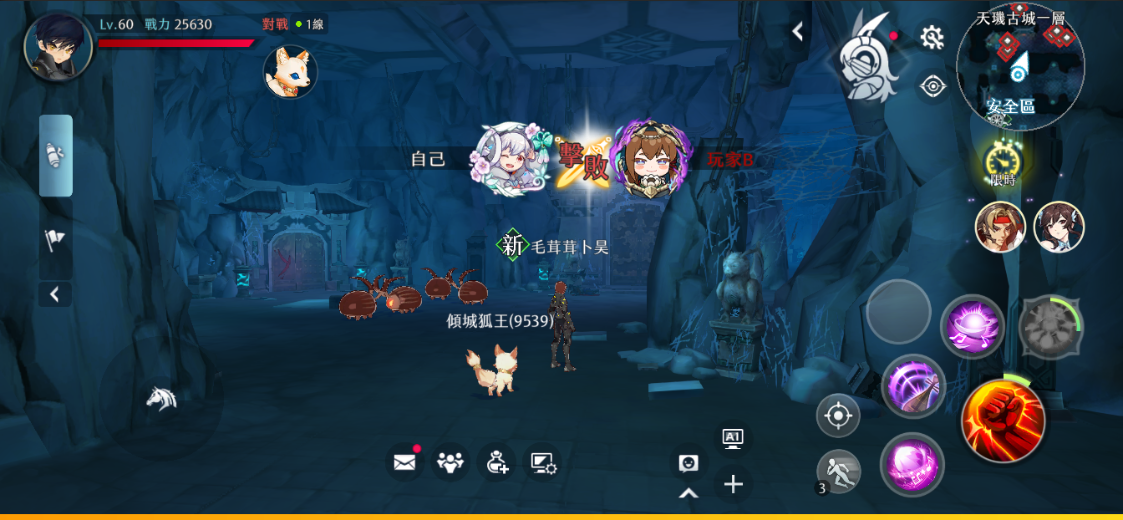 Lv.60 戰力 25630
對戰 1線
天璣古城一層
安全區
限時
自己 擊敗 玩家B
新 毛茸茸卜昊
傾城狐王(9539)
A1
3